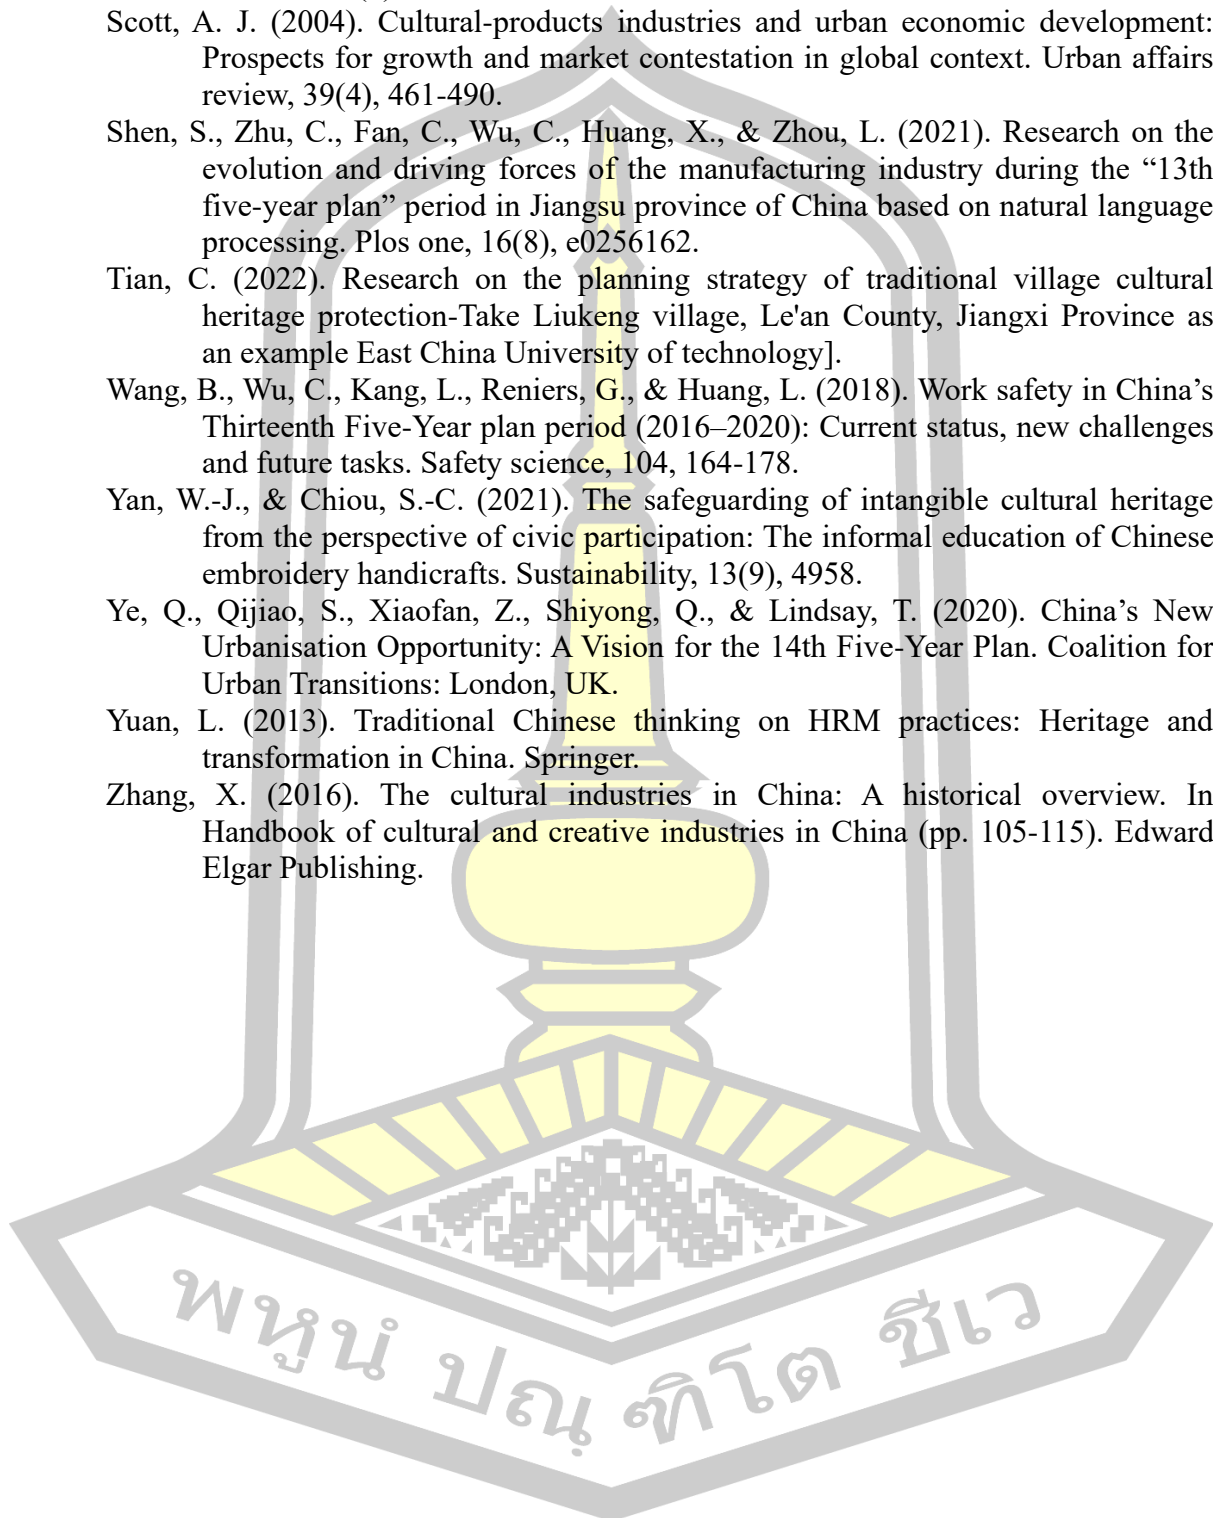 Scott, A. J. (2004). Cultural-products industries and urban economic development:
Prospects for growth and market contestation in global context. Urban affairs
review, 39(4), 461-490.
Shen, S., Zhu, C., Fan, C., Wu, C., Huang, X., & Zhou, L. (2021). Research on the
evolution and driving forces of the manufacturing industry during the “13th
five-year plan” period in Jiangsu province of China based on natural language
processing. Plos one, 16(8), e0256162.
Tian, C. (2022). Research on the planning strategy of traditional village cultural
heritage protection-Take Liukeng village, Le'an County, Jiangxi Province as
an example East China University of technology].
Wang, B., Wu, C., Kang, L., Reniers, G., & Huang, L. (2018). Work safety in China’s
Thirteenth Five-Year plan period (2016–2020): Current status, new challenges
and future tasks. Safety science, 104, 164-178.
Yan, W.-J., & Chiou, S.-C. (2021). The safeguarding of intangible cultural heritage
from the perspective of civic participation: The informal education of Chinese
embroidery handicrafts. Sustainability, 13(9), 4958.
Ye, Q., Qijiao, S., Xiaofan, Z., Shiyong, Q., & Lindsay, T. (2020). China’s New
Urbanisation Opportunity: A Vision for the 14th Five-Year Plan. Coalition for
Urban Transitions: London, UK.
Yuan, L. (2013). Traditional Chinese thinking on HRM practices: Heritage and
transformation in China. Springer.
Zhang, X. (2016). The cultural industries in China: A historical overview. In
Handbook of cultural and creative industries in China (pp. 105-115). Edward
Elgar Publishing.
พหูนํ ปณฺฑิโต ชีเว